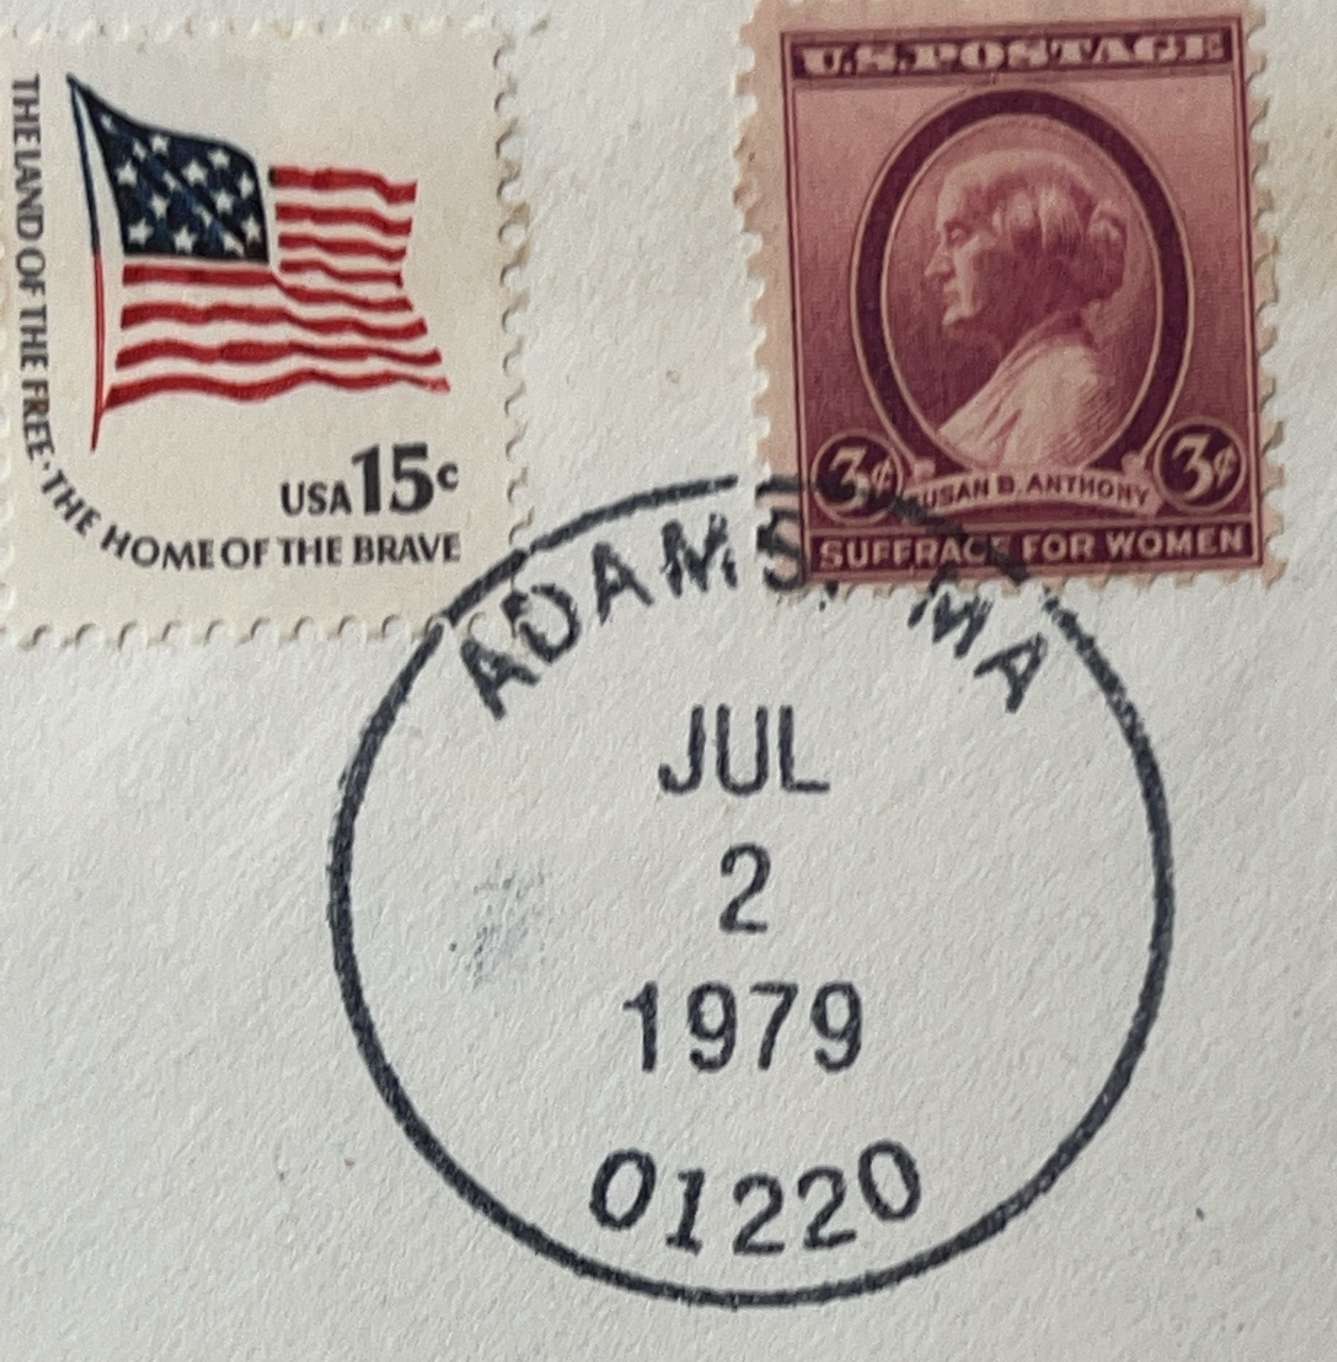 THE LAND OF THE FREE · THE HOME OF THE BRAVE
USA 15c
U.S. POSTAGE
3¢ 3¢
SUSAN B. ANTHONY
SUFFRAGE FOR WOMEN
ADAMS, MA
JUL
2
1979
01220